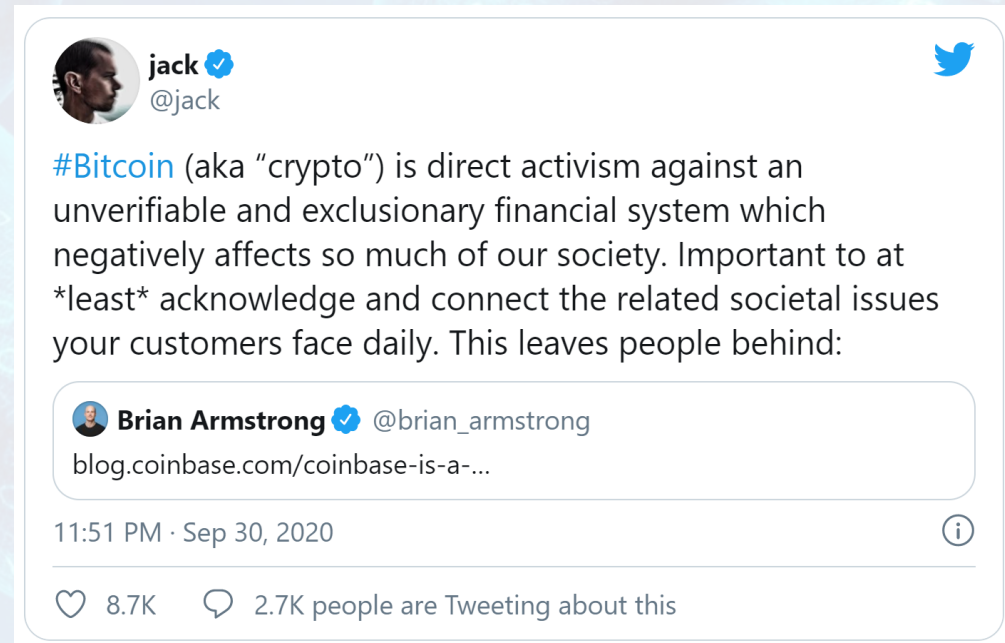 jack
@jack
#Bitcoin (aka “crypto”) is direct activism against an
unverifiable and exclusionary financial system which
negatively affects so much of our society. Important to at
*least* acknowledge and connect the related societal issues
your customers face daily. This leaves people behind:
Brian Armstrong @brian_armstrong
blog.coinbase.com/coinbase-is-a-...
11:51 PM · Sep 30, 2020
8.7K 2.7K people are Tweeting about this